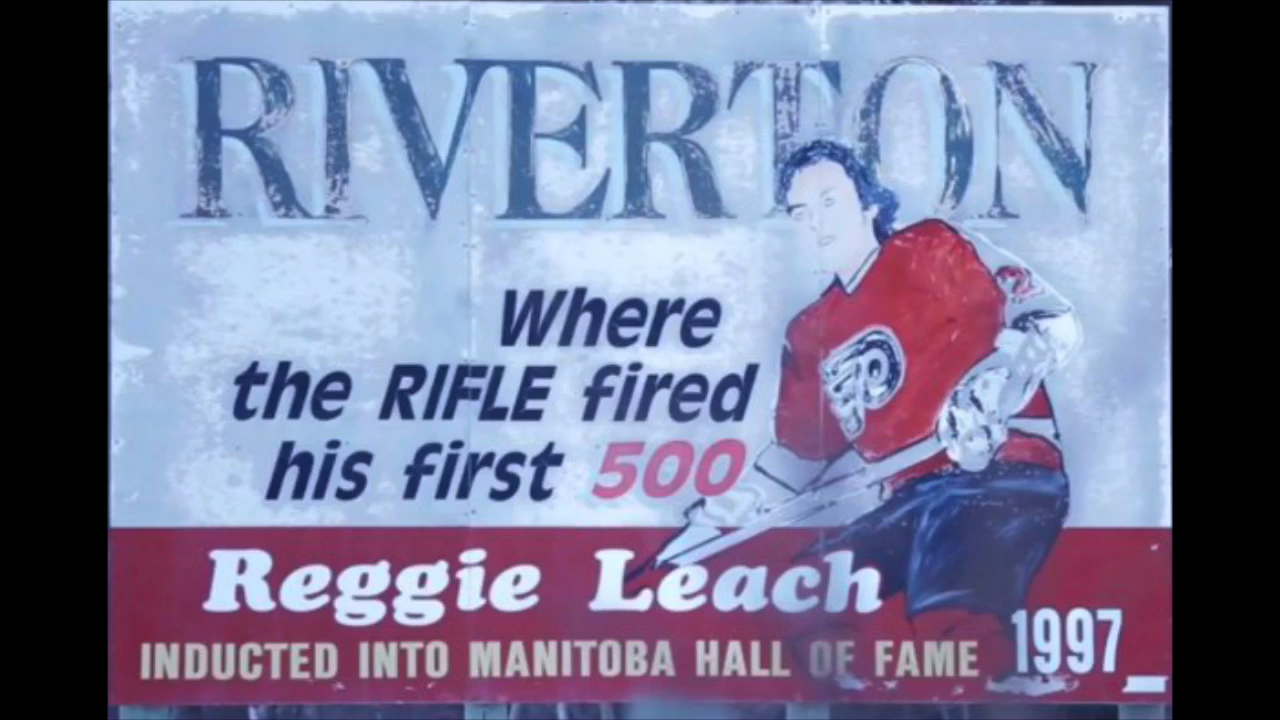 RIVERTON
Where
the RIFLE fired
his first 500
Reggie Leach
INDUCTED INTO MANITOBA HALL OF FAME 1997